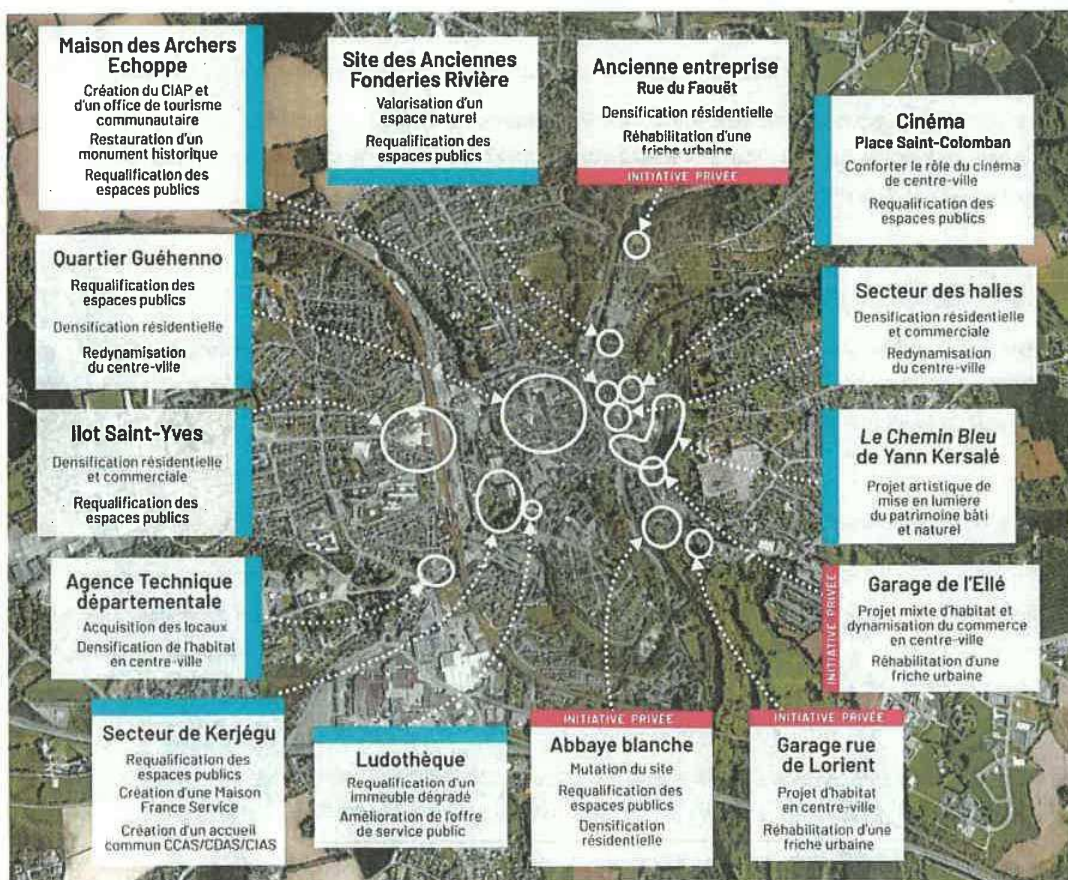 Maison des Archers
Echoppe
Création du CIAP et
d'un office de tourisme
communautaire
Restauration d'un
monument historique
Requalification des
espaces publics
Site des Anciennes
Fonderies Rivière
Valorisation d'un
espace naturel
Requalification des
espaces publics
Ancienne entreprise
Rue du Faouët
Densification résidentielle
Réhabilitation d'une
friche urbaine
INITIATIVE PRIVÉE
Cinéma
Place Saint-Colomban
Conforter le rôle du cinéma
de centre-ville
Requalification des
espaces publics
Quartier Guéhenno
Requalification des
espaces publics
Densification résidentielle
Redynamisation
du centre-ville
Secteur des halles
Densification résidentielle
et commerciale
Redynamisation
du centre-ville
Ilot Saint-Yves
Densification résidentielle
et commerciale
Requalification des
espaces publics
Le Chemin Bleu
de Yann Kersalé
Projet artistique de
mise en lumière
du patrimoine bâti
et naturel
Agence Technique
départementale
Acquisition des locaux
Densification de l'habitat
en centre-ville
INITIATIVE PRIVÉE
Garage de l'Ellé
Projet mixte d'habitat et
dynamisation du commerce
en centre-ville
Réhabilitation d'une
friche urbaine
Secteur de Kerjégu
Requalification des
espaces publics
Création d'une Maison
France Service
Création d'un accueil
commun CCAS/CDAS/CIAS
Ludothèque
Requalification d'un
immeuble dégradé
Amélioration de l'offre
de service public
INITIATIVE PRIVÉE
Abbaye blanche
Mutation du site
Requalification des
espaces publics
Densification
résidentielle
INITIATIVE PRIVÉE
Garage rue
de Lorient
Projet d'habitat
en centre-ville
Réhabilitation d'une
friche urbaine